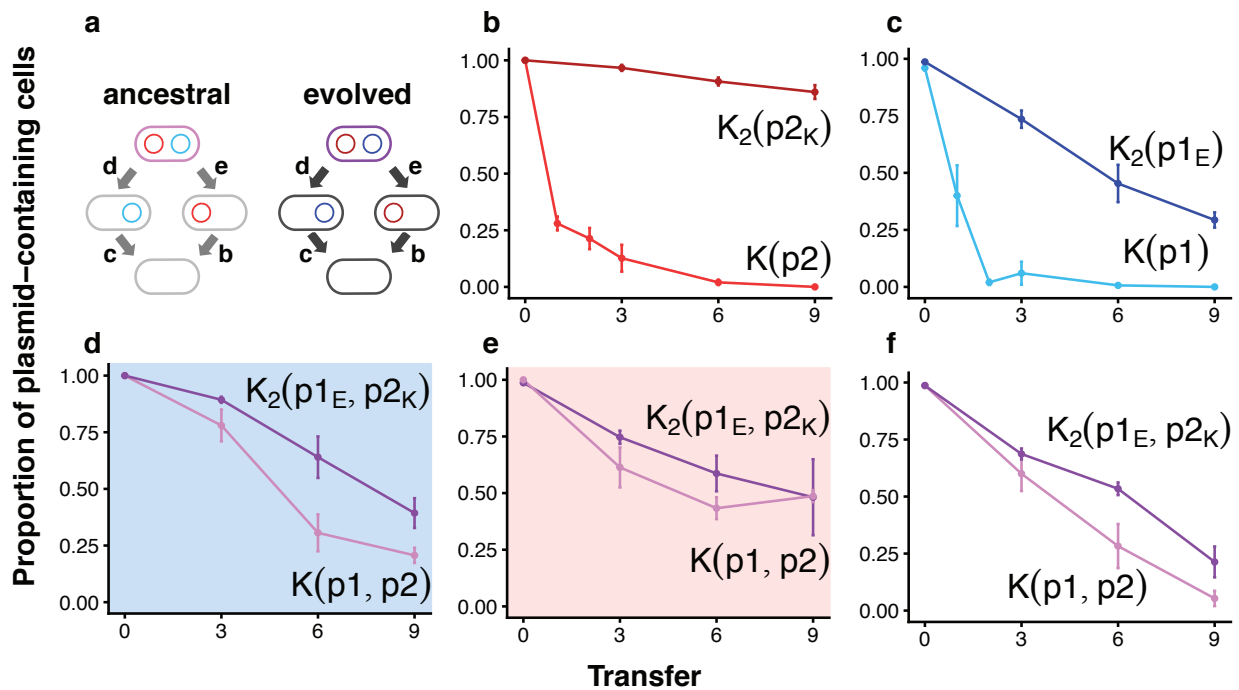 Proportion of plasmid–containing cells
a
ancestral evolved
d e d e
c b c b
b
1.00
0.75
0.50
0.25
0.00
K2(p2K)
K(p2)
0 3 6 9
c
1.00
0.75
0.50
0.25
0.00
K2(p1E)
K(p1)
0 3 6 9
d
1.00
0.75
0.50
0.25
0.00
K2(p1E, p2K)
K(p1, p2)
0 3 6 9
e
1.00
0.75
0.50
0.25
0.00
K2(p1E, p2K)
K(p1, p2)
0 3 6 9
f
1.00
0.75
0.50
0.25
0.00
K2(p1E, p2K)
K(p1, p2)
0 3 6 9
Transfer